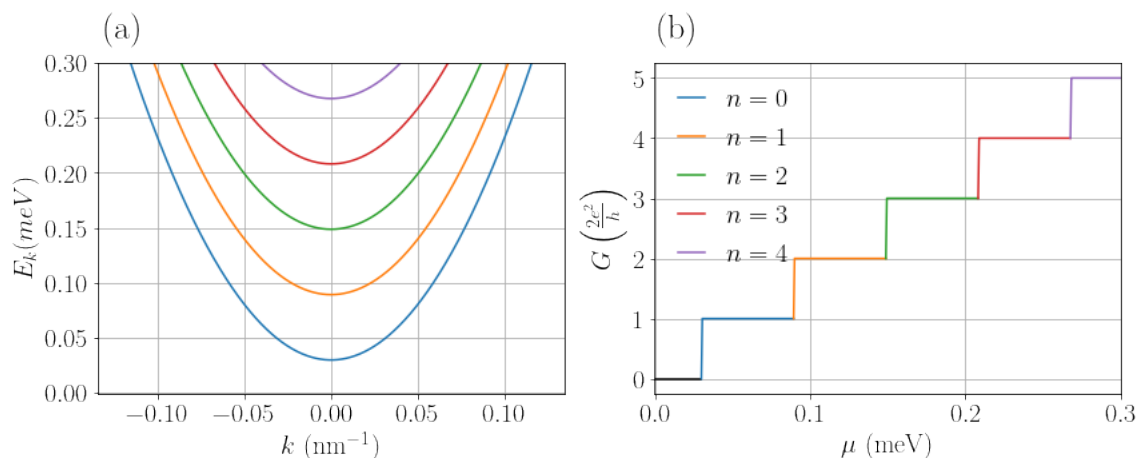 (a)
E_k(meV)
0.30
0.25
0.20
0.15
0.10
0.05
0.00
−0.10 −0.05 0.00 0.05 0.10
k (nm⁻¹)
(b)
G (2e²/h)
5
4
3
2
1
0
n = 0
n = 1
n = 2
n = 3
n = 4
0.0 0.1 0.2 0.3
μ (meV)